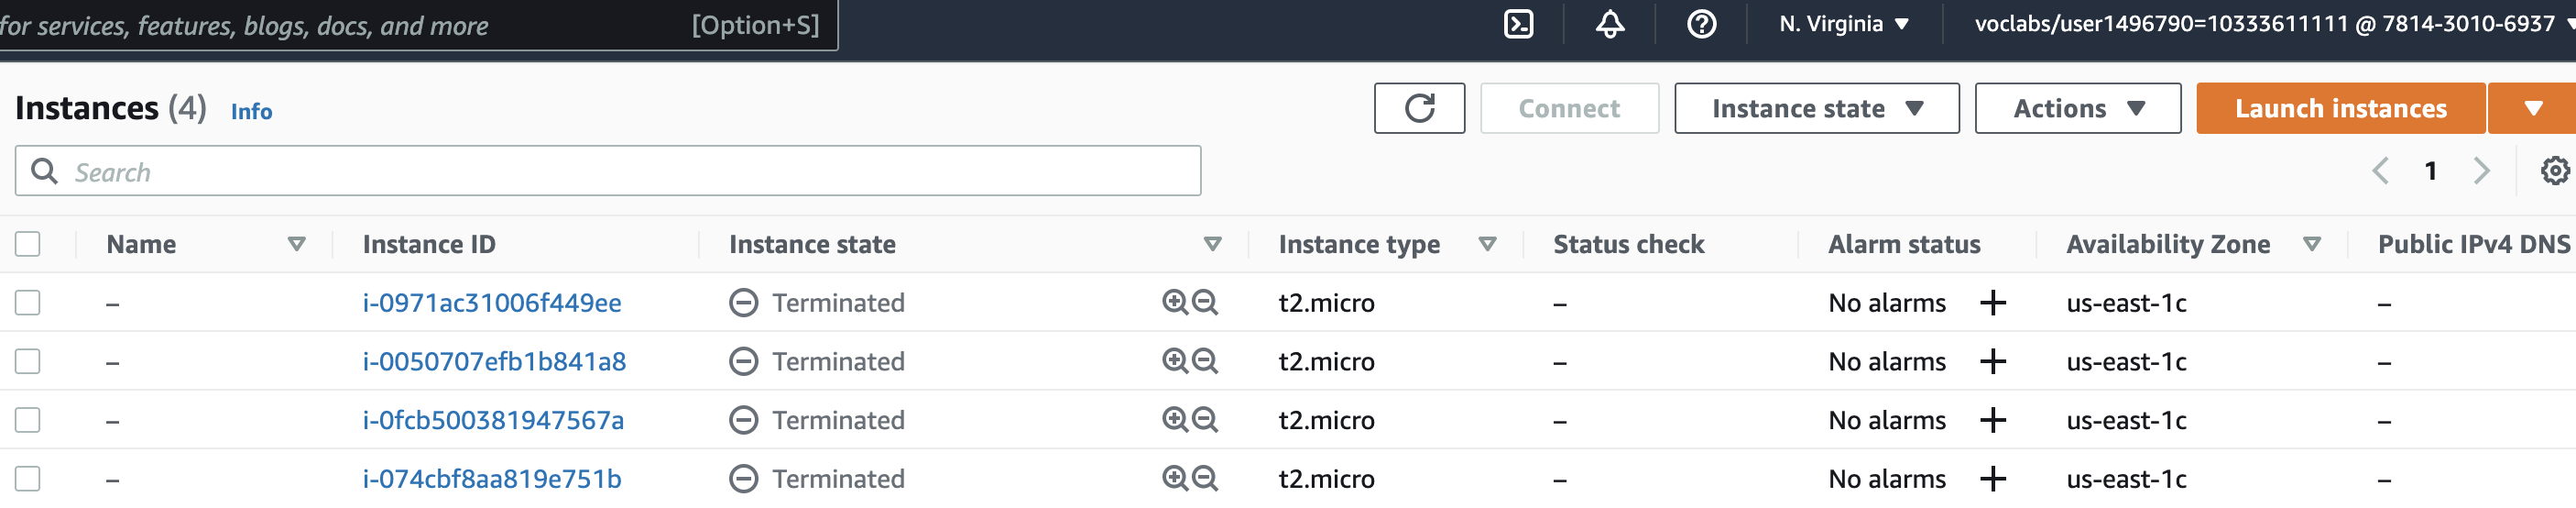 for services, features, blogs, docs, and more [Option+S] N. Virginia voclabs/user1496790=10333611111 @ 7814-3010-6937
Instances (4) Info Connect Instance state Actions Launch instances
Search 1
Name Instance ID Instance state Instance type Status check Alarm status Availability Zone Public IPv4 DNS
– i-0971ac31006f449ee Terminated t2.micro – No alarms + us-east-1c –
– i-0050707efb1b841a8 Terminated t2.micro – No alarms + us-east-1c –
– i-0fcb500381947567a Terminated t2.micro – No alarms + us-east-1c –
– i-074cbf8aa819e751b Terminated t2.micro – No alarms + us-east-1c –